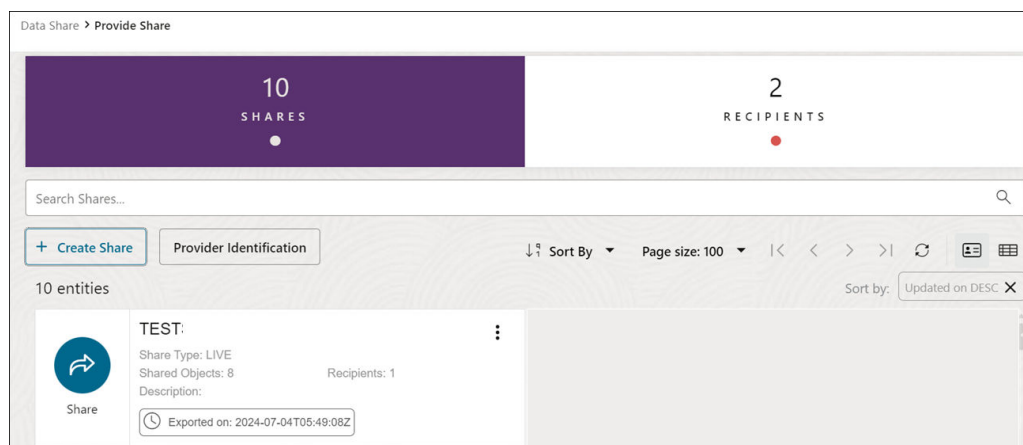 Data Share > Provide Share
10
SHARES
2
RECIPIENTS
Search Shares...
+ Create Share
Provider Identification
Sort By
Page size: 100
10 entities
Sort by: Updated on DESC X
TEST:
Share Type: LIVE
Shared Objects: 8 Recipients: 1
Description:
Share
Exported on: 2024-07-04T05:49:08Z